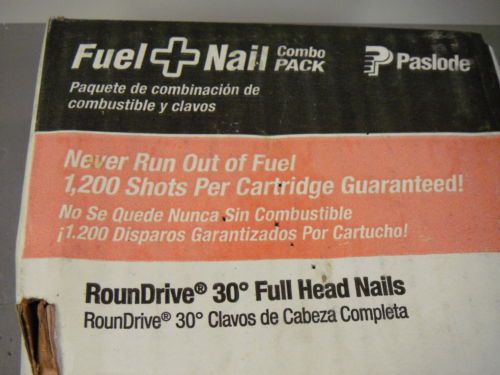 Fuel+Nail Combo PACK Paslode
Paquete de combinación de
combustible y clavos
Never Run Out of Fuel
1,200 Shots Per Cartridge Guaranteed!
No Se Quede Nunca Sin Combustible
¡1.200 Disparos Garantizados Por Cartucho!
RounDrive® 30° Full Head Nails
RounDrive® 30° Clavos de Cabeza Completa